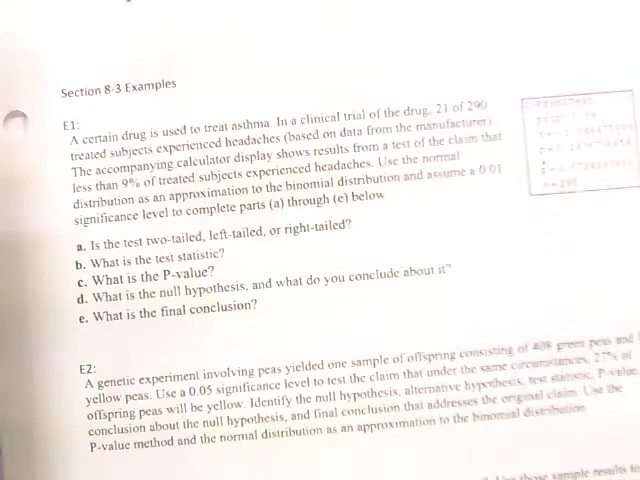 Section 8-3 Examples
E1:
A certain drug is used to treat asthma. In a clinical trial of the drug, 21 of 290
treated subjects experienced headaches (based on data from the manufacturer)
The accompanying calculator display shows results from a test of the claim that
less than 9% of treated subjects experienced headaches. Use the normal
distribution as an approximation to the binomial distribution and assume a 0.01
significance level to complete parts (a) through (e) below
a. Is the test two-tailed, left-tailed, or right-tailed?
b. What is the test statistic?
c. What is the P-value?
d. What is the null hypothesis, and what do you conclude about it?
e. What is the final conclusion?
E2:
A genetic experiment involving peas yielded one sample of offspring consisting of 408 green peas and
yellow peas. Use a 0.05 significance level to test the claim that under the same circumstances, 27% of
offspring peas will be yellow. Identify the null hypothesis, alternative hypothesis, test statistic, P-value,
conclusion about the null hypothesis, and final conclusion that addresses the original claim. Use the
P-value method and the normal distribution as an approximation to the binomial distribution
those sample results to